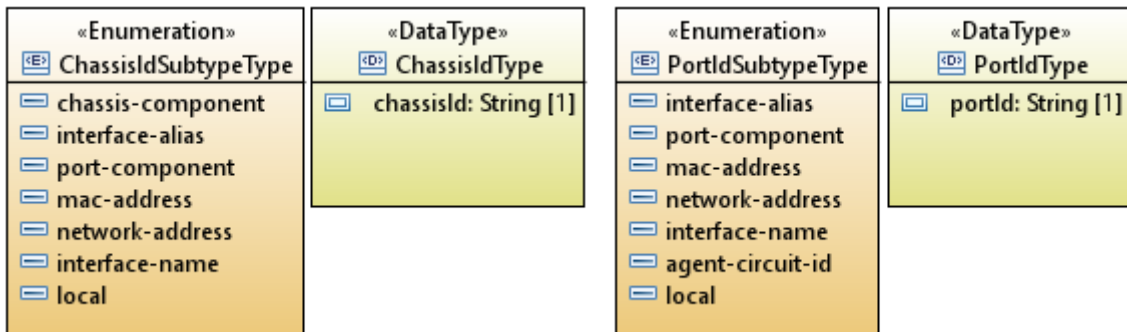 «Enumeration»
ChassisIdSubtypeType
chassis-component
interface-alias
port-component
mac-address
network-address
interface-name
local
«DataType»
ChassisIdType
chassisId: String [1]
«Enumeration»
PortIdSubtypeType
interface-alias
port-component
mac-address
network-address
interface-name
agent-circuit-id
local
«DataType»
PortIdType
portId: String [1]